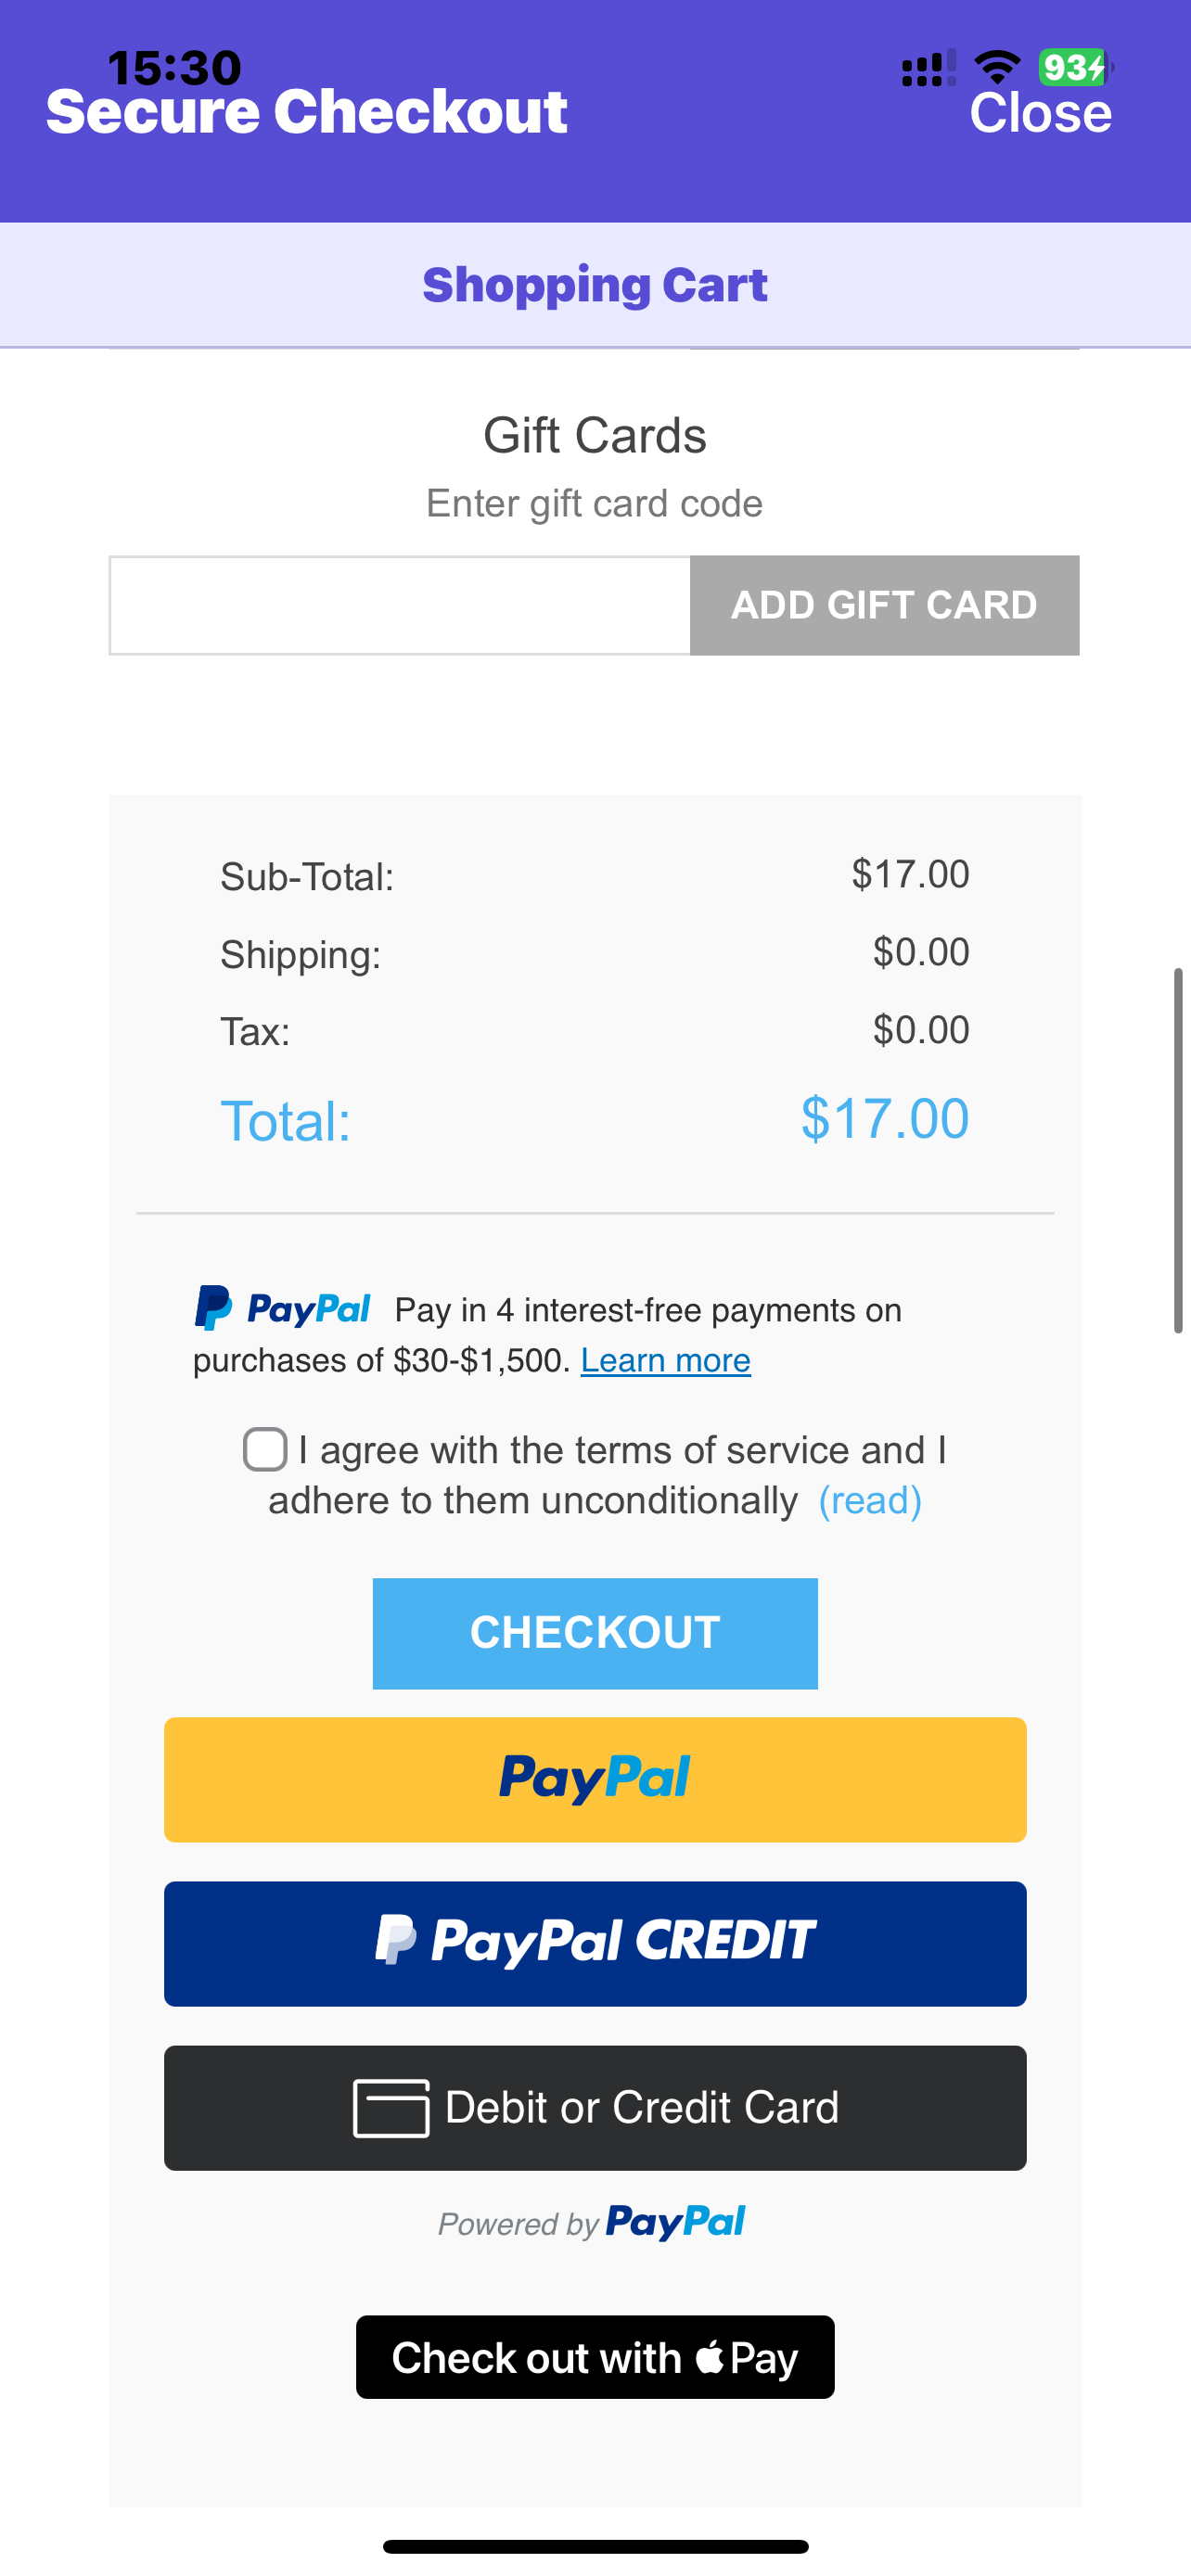 15:30
93
Secure Checkout
Close
Shopping Cart
Gift Cards
Enter gift card code
ADD GIFT CARD
Sub-Total: $17.00
Shipping: $0.00
Tax: $0.00
Total: $17.00
PayPal Pay in 4 interest-free payments on
purchases of $30-$1,500. Learn more
I agree with the terms of service and I
adhere to them unconditionally (read)
CHECKOUT
PayPal
PayPal CREDIT
Debit or Credit Card
Powered by PayPal
Check out with Pay